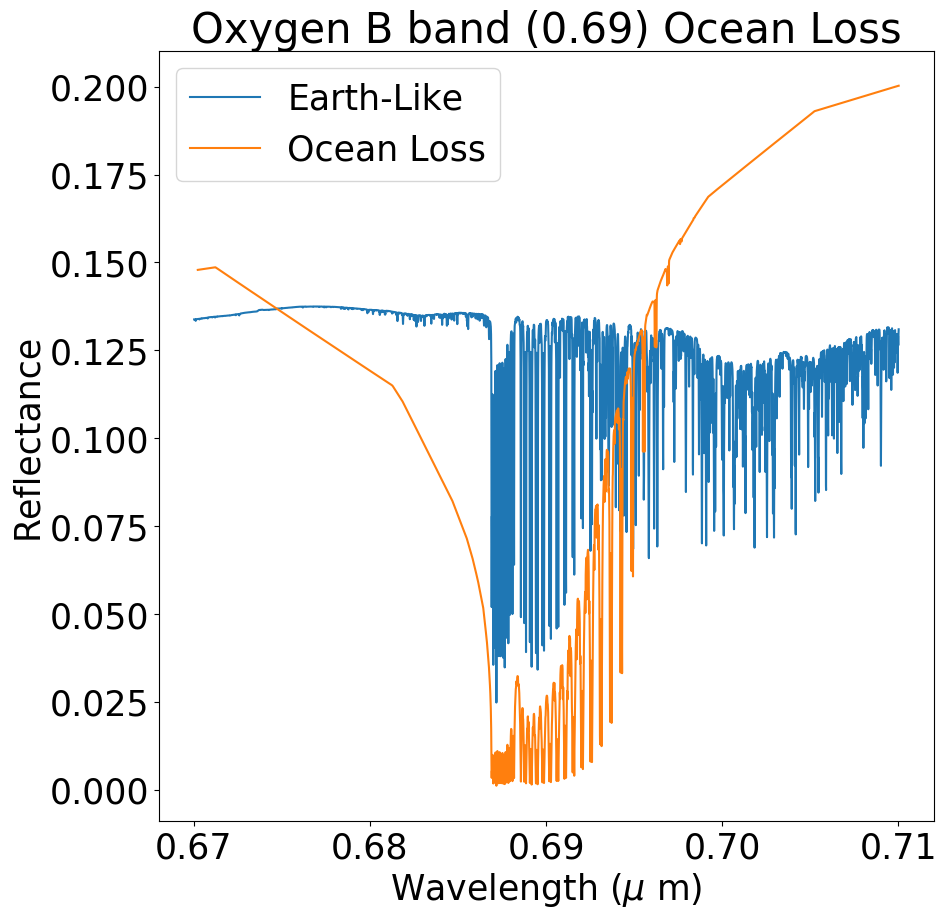 Oxygen B band (0.69) Ocean Loss
Earth-Like
Ocean Loss
0.200
0.175
0.150
0.125
0.100
0.075
0.050
0.025
0.000
Reflectance
0.67 0.68 0.69 0.70 0.71
Wavelength (μ m)